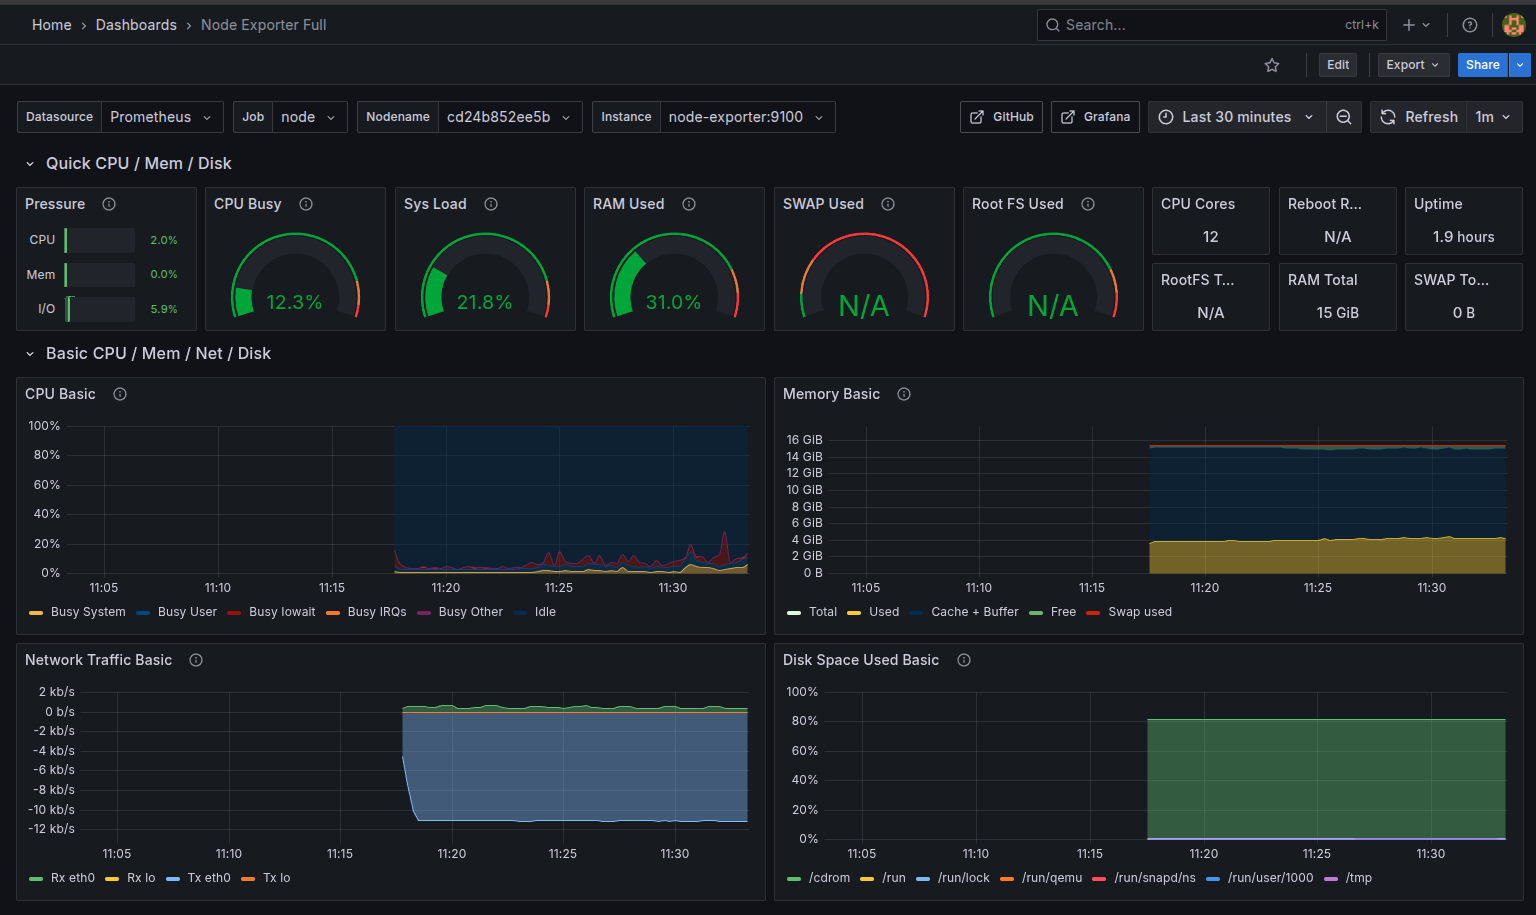 Home › Dashboards › Node Exporter Full
Search... ctrl+k
Edit Export Share
Datasource Prometheus Job node Nodename cd24b852ee5b Instance node-exporter:9100 GitHub Grafana Last 30 minutes Refresh 1m
Quick CPU / Mem / Disk
Pressure
CPU 2.0%
Mem 0.0%
I/O 5.9%
CPU Busy
12.3%
Sys Load
21.8%
RAM Used
31.0%
SWAP Used
N/A
Root FS Used
N/A
CPU Cores
12
Reboot R...
N/A
Uptime
1.9 hours
RootFS T...
N/A
RAM Total
15 GiB
SWAP To...
0 B
Basic CPU / Mem / Net / Disk
CPU Basic
100%
80%
60%
40%
20%
0%
11:05 11:10 11:15 11:20 11:25 11:30
Busy System Busy User Busy Iowait Busy IRQs Busy Other Idle
Memory Basic
16 GiB
14 GiB
12 GiB
10 GiB
8 GiB
6 GiB
4 GiB
2 GiB
0 B
11:05 11:10 11:15 11:20 11:25 11:30
Total Used Cache + Buffer Free Swap used
Network Traffic Basic
2 kb/s
0 b/s
-2 kb/s
-4 kb/s
-6 kb/s
-8 kb/s
-10 kb/s
-12 kb/s
11:05 11:10 11:15 11:20 11:25 11:30
Rx eth0 Rx lo Tx eth0 Tx lo
Disk Space Used Basic
100%
80%
60%
40%
20%
0%
11:05 11:10 11:15 11:20 11:25 11:30
/cdrom /run /run/lock /run/qemu /run/snapd/ns /run/user/1000 /tmp